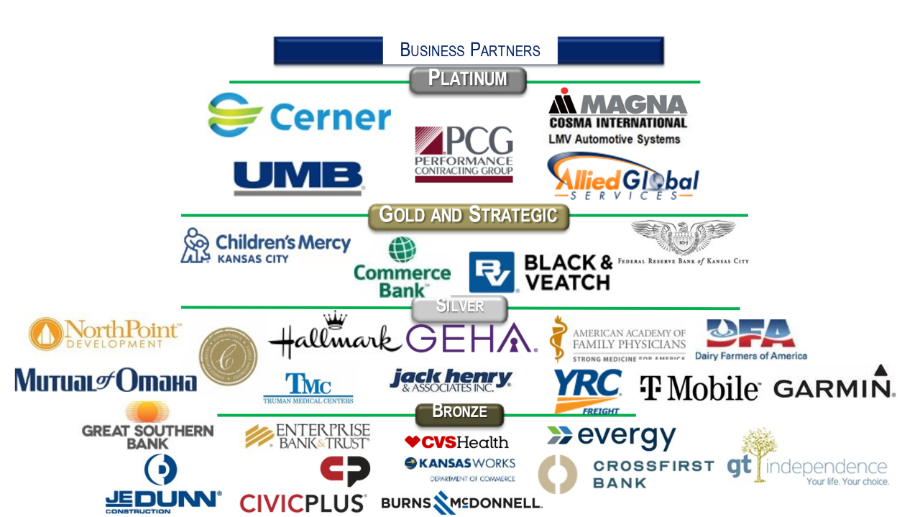 BUSINESS PARTNERS
PLATINUM
Cerner
MAGNA
COSMA INTERNATIONAL
LMV Automotive Systems
PCG
PERFORMANCE
CONTRACTING GROUP
UMB
Allied Global
SERVICES
GOLD AND STRATEGIC
Children's Mercy
KANSAS CITY
Commerce
Bank
BV
BLACK &
VEATCH
FEDERAL RESERVE BANK of KANSAS CITY
SILVER
NorthPoint™
DEVELOPMENT
C
Hallmark
GEHA®
AMERICAN ACADEMY OF
FAMILY PHYSICIANS
STRONG MEDICINE FOR AMERICA
DFA
Dairy Farmers of America
MUTUAL of OMAHA
TMC
TRUMAN MEDICAL CENTERS
jack henry®
& ASSOCIATES INC.
YRC
FREIGHT
T Mobile
GARMIN®
BRONZE
GREAT SOUTHERN
BANK
ENTERPRISE
BANK & TRUST
CVSHealth
evergy
KANSASWORKS
DEPARTMENT OF COMMERCE
CROSSFIRST
BANK
gt independence
Your life. Your choice.
JE DUNN®
CONSTRUCTION
CP
CIVICPLUS®
BURNS McDONNELL